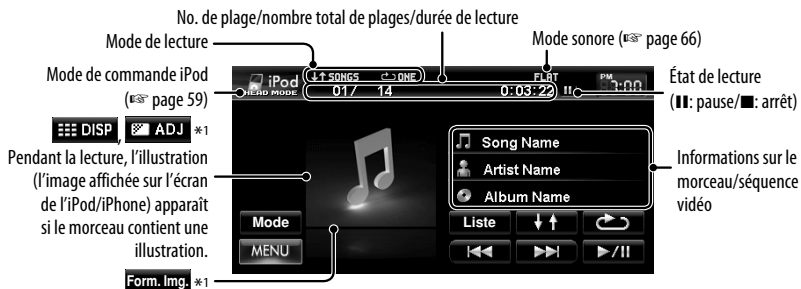 No. de plage/nombre total de plages/durée de lecture
Mode de lecture
Mode sonore (☞ page 66)
Mode de commande iPod
(☞ page 59)
DISP , ADJ *1
Pendant la lecture, l’illustration
(l’image affichée sur l’écran
de l’iPod/iPhone) apparaît
si le morceau contient une
illustration.
Form. Img. *1
iPod
HEAD MODE
↓↑ SONGS ONE FLAT PM 3:00
01/ 14 0:03:22 II
Song Name
Artist Name
Album Name
Mode Liste ↓↑
MENU
État de lecture
(II: pause/■: arrêt)
Informations sur le
morceau/séquence
vidéo